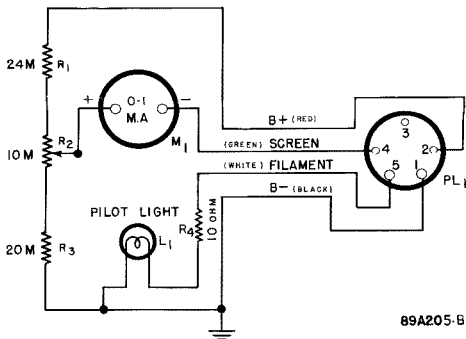 24M R1
+ 0-1 M.A −
M1
B+ (RED)
3
R2
10M
(GREEN) SCREEN
4 2
(WHITE) FILAMENT
5 1
PL1
B− (BLACK)
PILOT LIGHT
L1
R4 10 OHM
20M R3
89A205-B